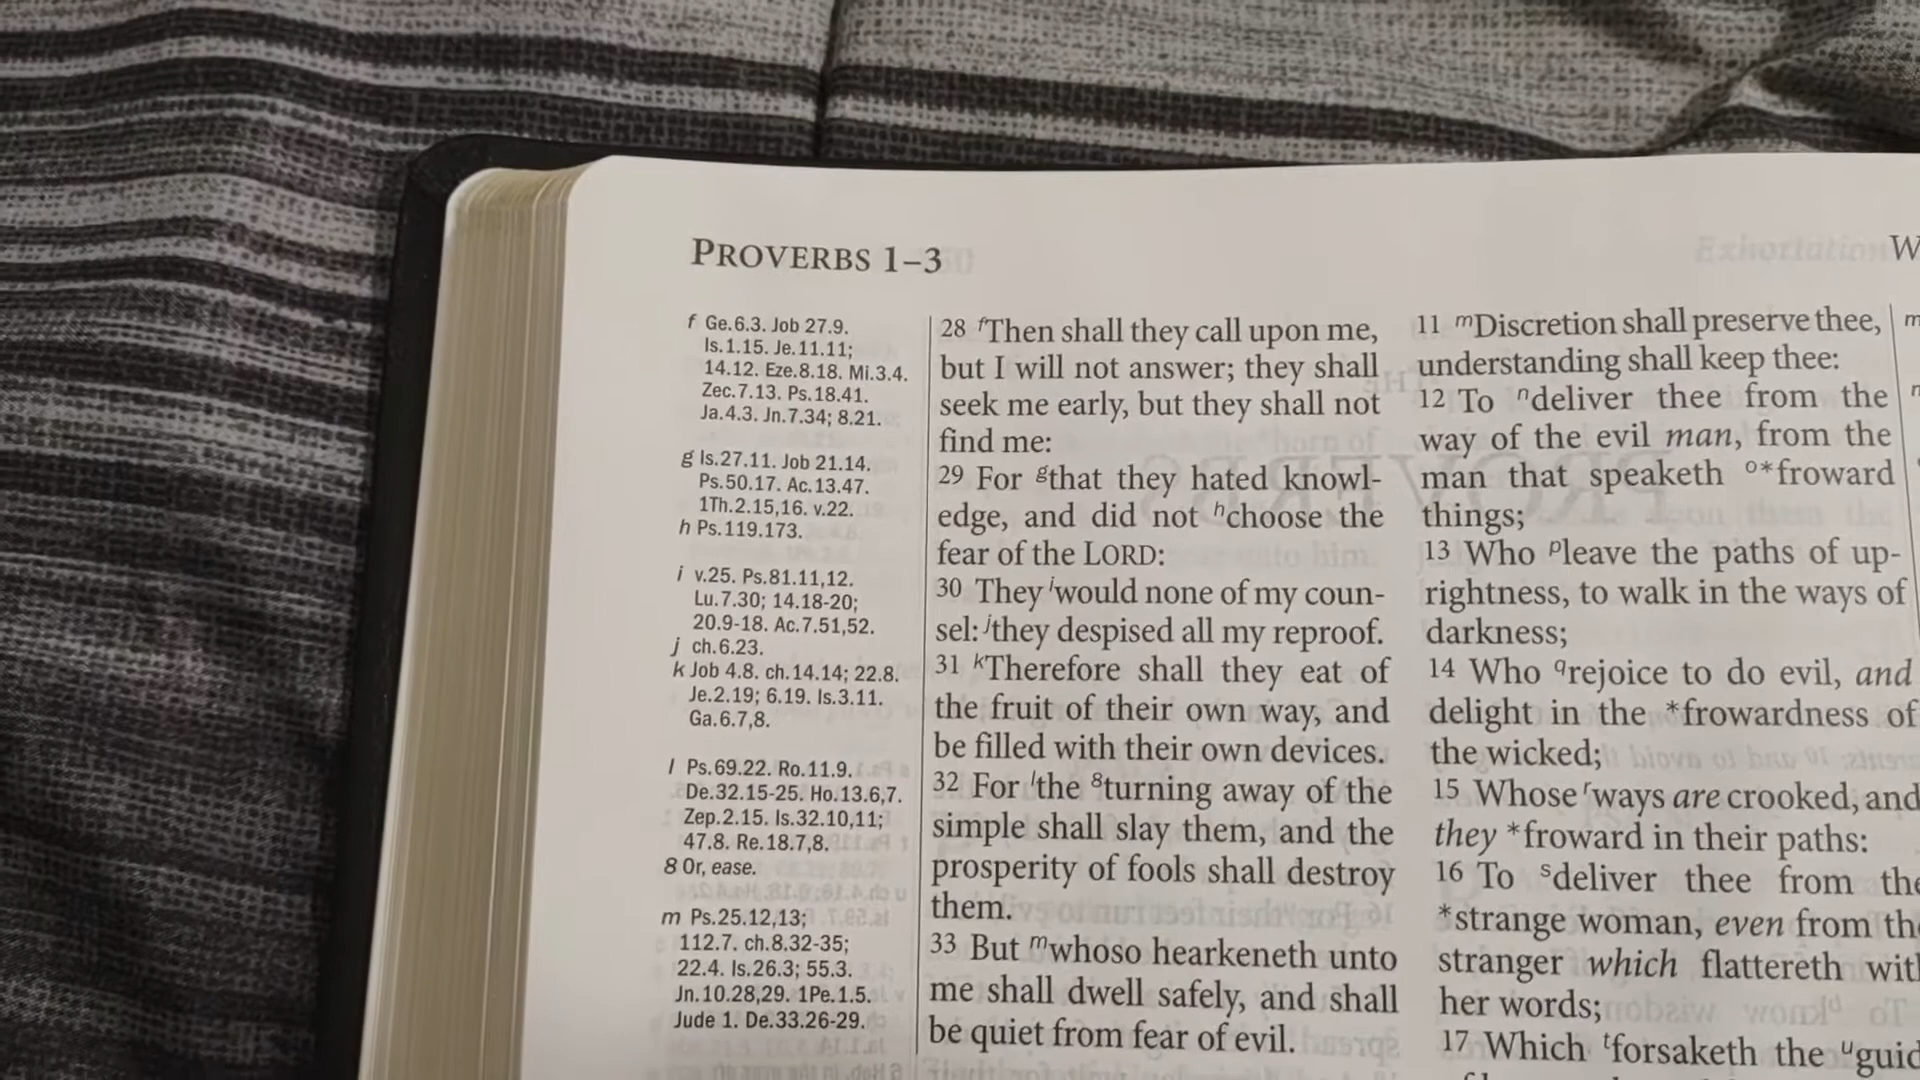 PROVERBS 1–3
f Ge.6.3. Job 27.9.
Is.1.15. Je.11.11;
14.12. Eze.8.18. Mi.3.4.
Zec.7.13. Ps.18.41.
Ja.4.3. Jn.7.34; 8.21.
g Is.27.11. Job 21.14.
Ps.50.17. Ac.13.47.
1Th.2.15,16. v.22.
h Ps.119.173.
i v.25. Ps.81.11,12.
Lu.7.30; 14.18-20;
20.9-18. Ac.7.51,52.
j ch.6.23.
k Job 4.8. ch.14.14; 22.8.
Je.2.19; 6.19. Is.3.11.
Ga.6.7,8.
l Ps.69.22. Ro.11.9.
De.32.15-25. Ho.13.6,7.
Zep.2.15. Is.32.10,11;
47.8. Re.18.7,8.
8 Or, ease.
m Ps.25.12,13;
112.7. ch.8.32-35;
22.4. Is.26.3; 55.3.
Jn.10.28,29. 1Pe.1.5.
Jude 1. De.33.26-29.
28 fThen shall they call upon me,
but I will not answer; they shall
seek me early, but they shall not
find me:
29 For gthat they hated knowl-
edge, and did not hchoose the
fear of the LORD:
30 They iwould none of my coun-
sel: jthey despised all my reproof.
31 kTherefore shall they eat of
the fruit of their own way, and
be filled with their own devices.
32 For lthe 8turning away of the
simple shall slay them, and the
prosperity of fools shall destroy
them.
33 But mwhoso hearkeneth unto
me shall dwell safely, and shall
be quiet from fear of evil.
11 mDiscretion shall preserve thee,
understanding shall keep thee:
12 To ndeliver thee from the
way of the evil man, from the
man that speaketh o*froward
things;
13 Who pleave the paths of up-
rightness, to walk in the ways of
darkness;
14 Who qrejoice to do evil, and
delight in the *frowardness of
the wicked;
15 Whose rways are crooked, and
they *froward in their paths:
16 To sdeliver thee from the
*strange woman, even from the
stranger which flattereth with
her words;
17 Which tforsaketh the uguid